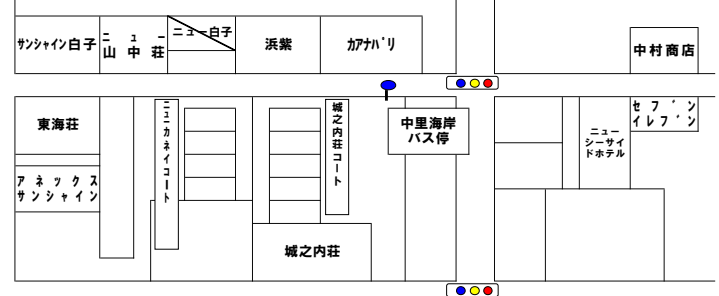 サンシャイン白子
ニュー
山中荘
ニュー白子
浜紫
カアナパリ
中村商店
東海荘
アネックス
サンシャイン
ニューカネイコート
城之内荘コート
中里海岸
バス停
ニュー
シーサイ
ドホテル
セブン
イレブン
城之内荘